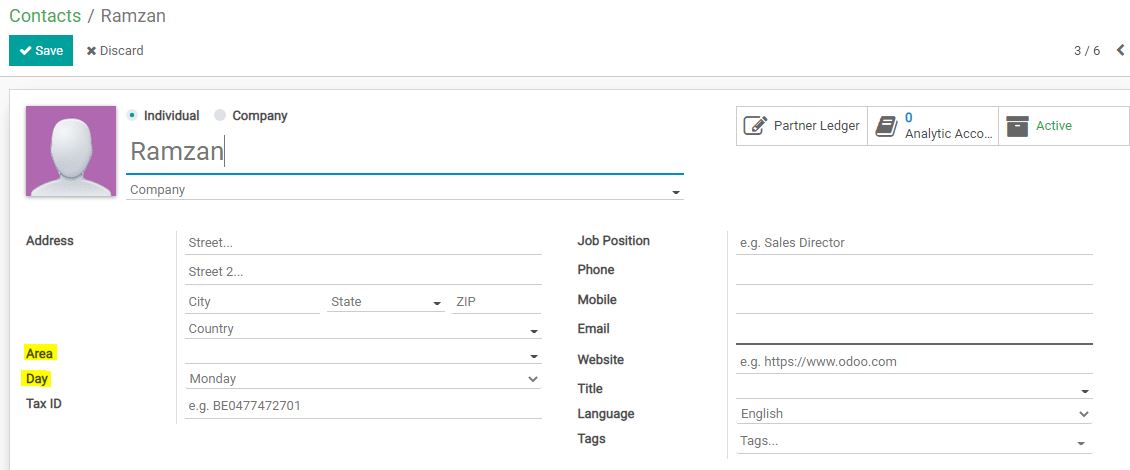 Contacts / Ramzan
Save Discard
3 / 6
Individual Company
Partner Ledger
0
Analytic Acco...
Active
Ramzan
Company
Address
Street...
Street 2...
City State ZIP
Country
Area
Day Monday
Tax ID e.g. BE0477472701
Job Position e.g. Sales Director
Phone
Mobile
Email
Website e.g. https://www.odoo.com
Title
Language English
Tags Tags...